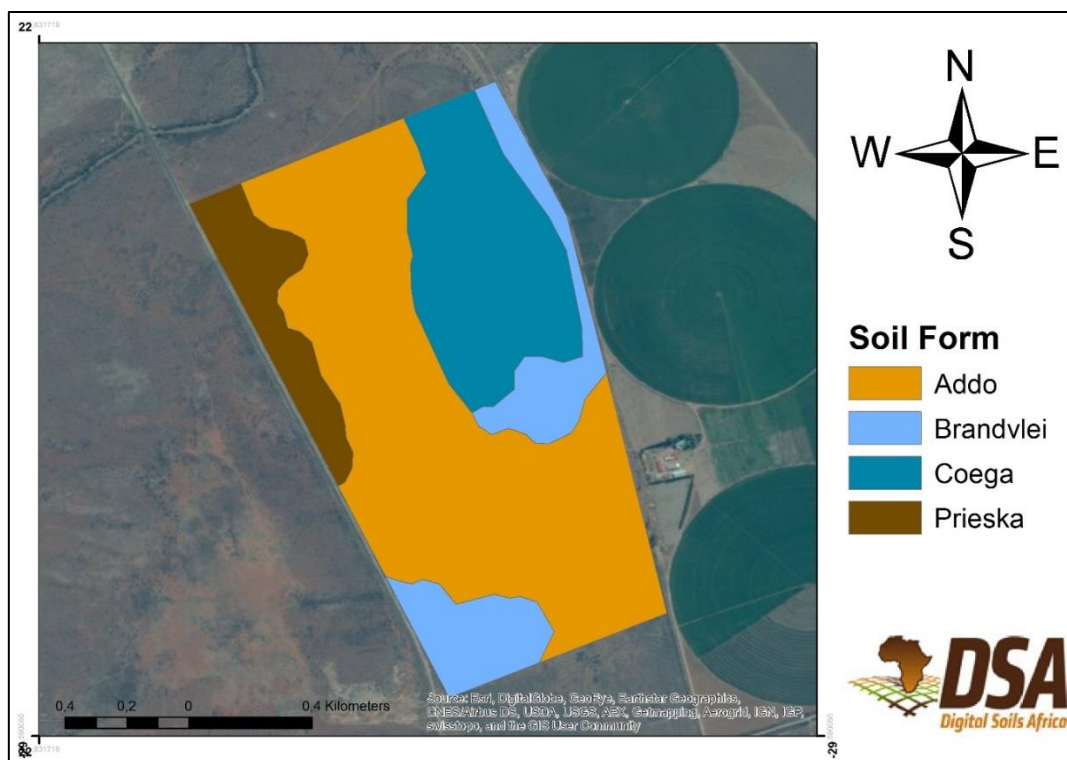 22
831719
N
W E
S
Soil Form
Addo
Brandvlei
Coega
Prieska
0,4 0,2 0 0,4 Kilometers
Source: Esri, DigitalGlobe, GeoEye, Earthstar Geographics,
CNES/Airbus DS, USDA, USGS, AEX, Getmapping, Aerogrid, IGN, IGP,
swisstopo, and the GIS User Community
DSA
Digital Soils Africa
831719
-29